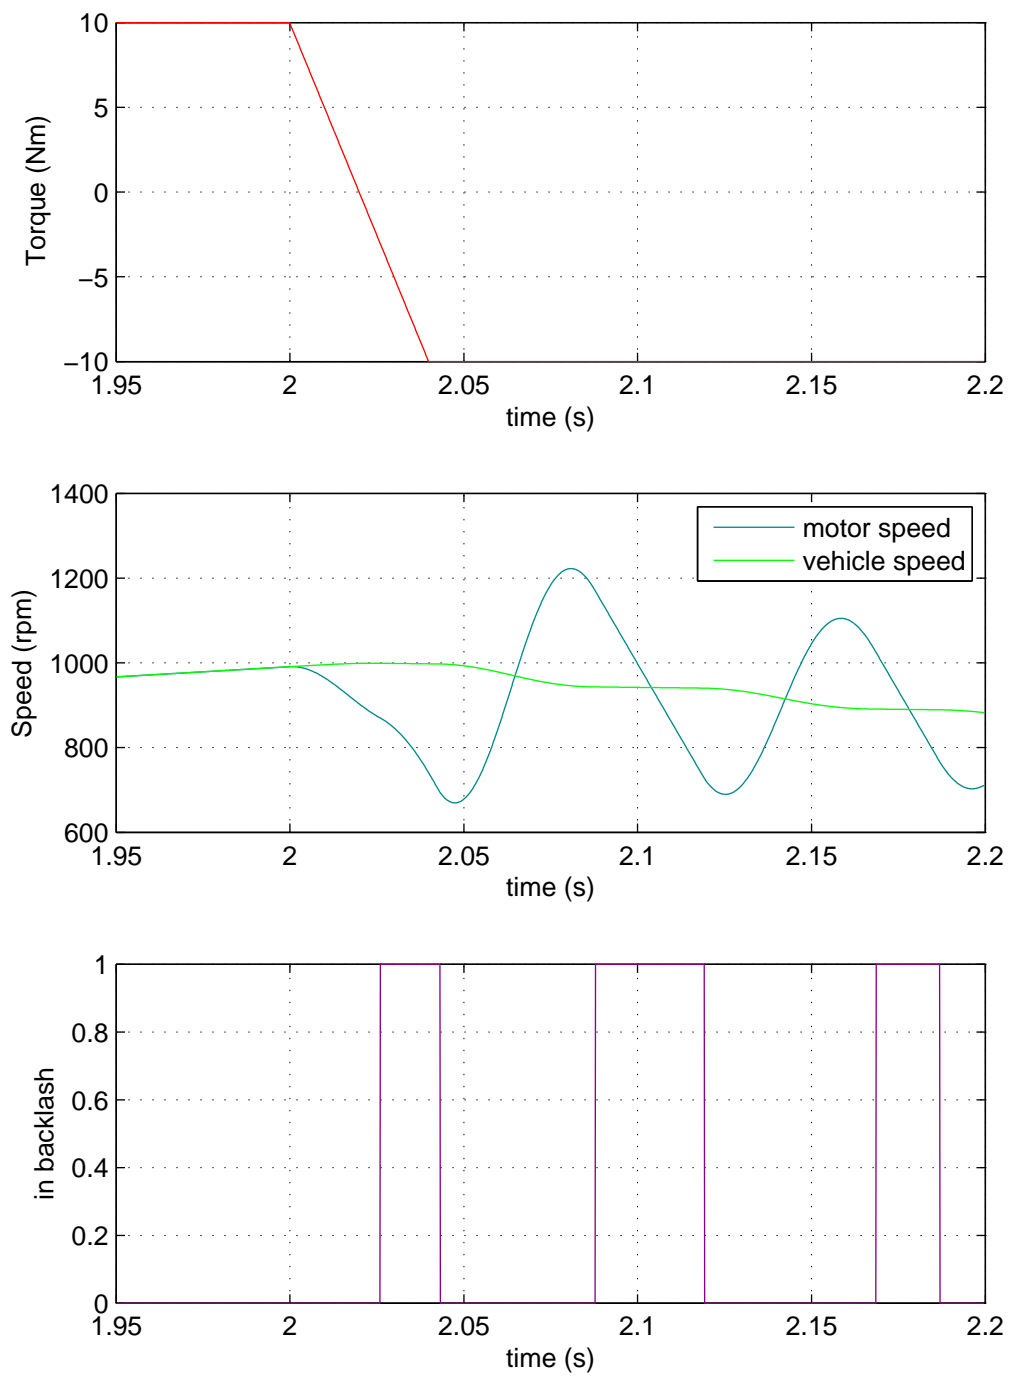 10
5
0
−5
−10
Torque (Nm)
1.95 2 2.05 2.1 2.15 2.2
time (s)
1400
1200
1000
800
600
Speed (rpm)
motor speed
vehicle speed
1.95 2 2.05 2.1 2.15 2.2
time (s)
1
0.8
0.6
0.4
0.2
0
in backlash
1.95 2 2.05 2.1 2.15 2.2
time (s)